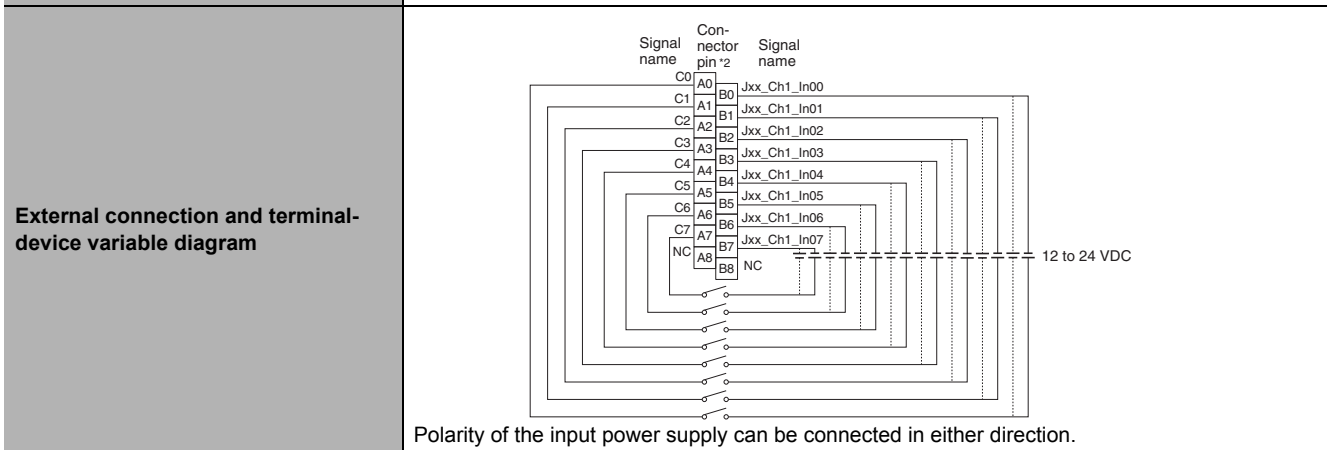 External connection and terminal-
device variable diagram
Signal
name
Con-
nector
pin *2
Signal
name
C0 A0
B0 Jxx_Ch1_In00
C1 A1
B1 Jxx_Ch1_In01
C2 A2
B2 Jxx_Ch1_In02
C3 A3
B3 Jxx_Ch1_In03
C4 A4
B4 Jxx_Ch1_In04
C5 A5
B5 Jxx_Ch1_In05
C6 A6
B6 Jxx_Ch1_In06
C7 A7
B7 Jxx_Ch1_In07
NC A8
B8 NC
12 to 24 VDC
Polarity of the input power supply can be connected in either direction.